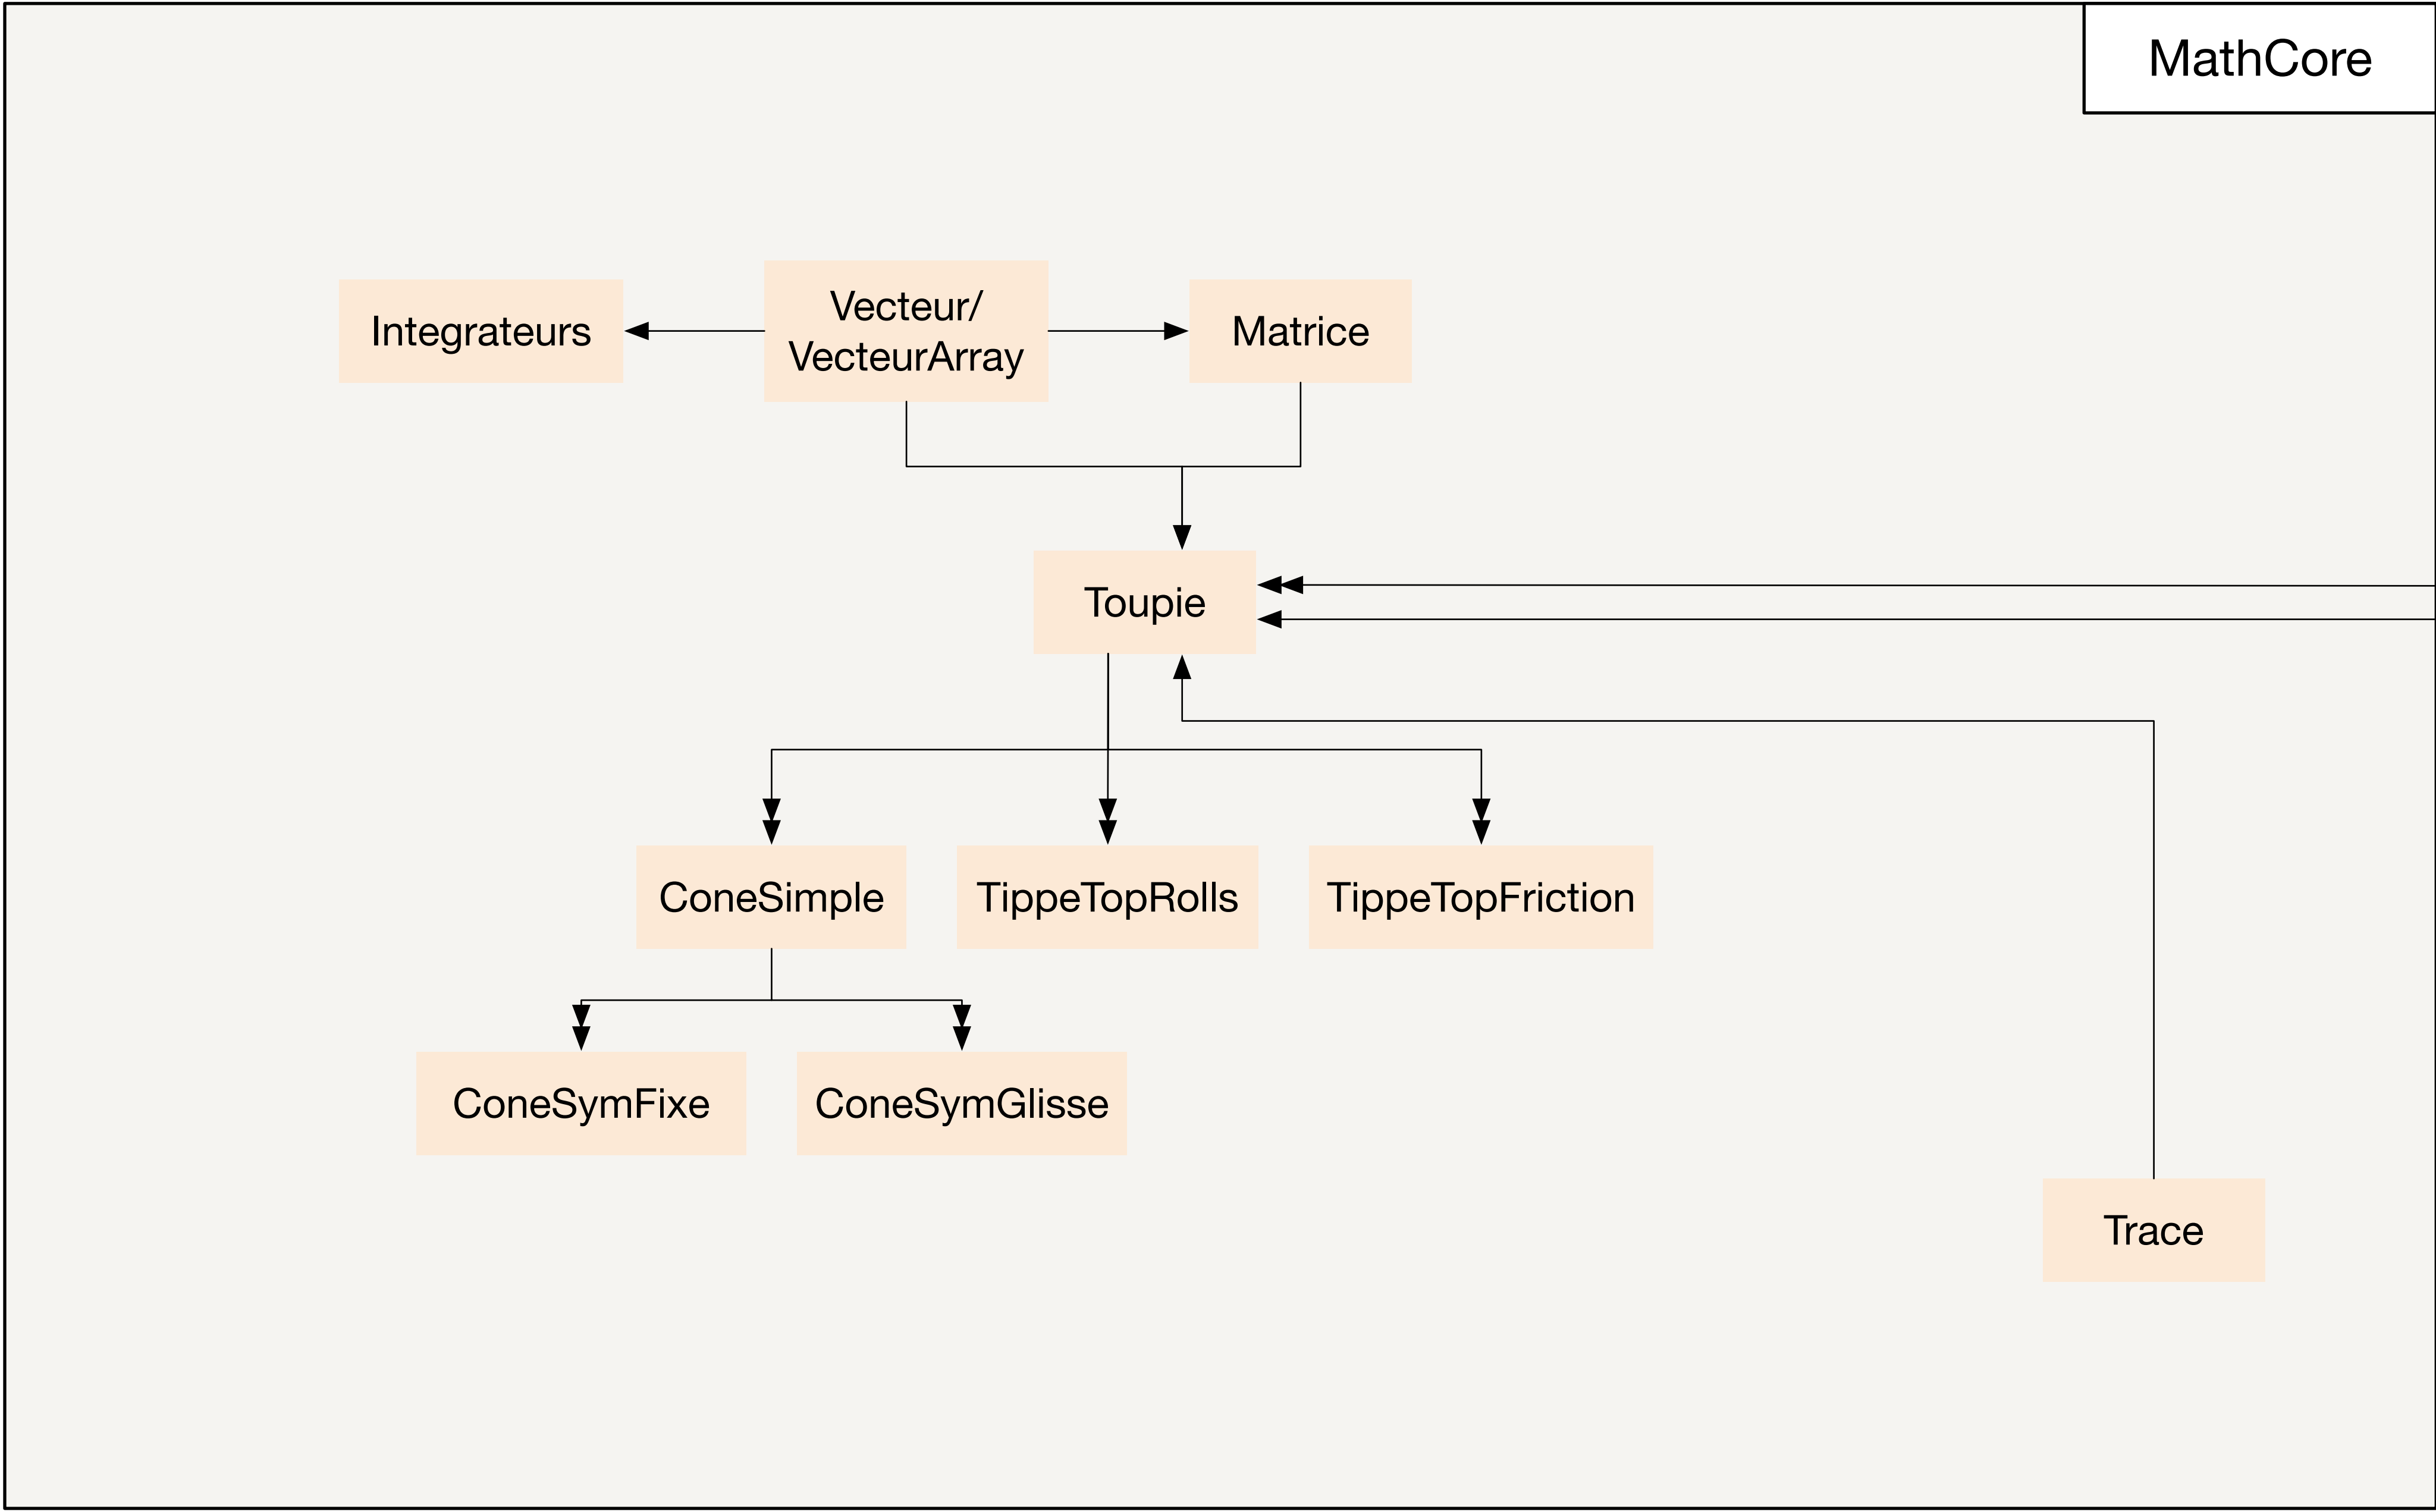 MathCore
Integrateurs
Vecteur/
VecteurArray
Matrice
Toupie
ConeSimple
TippeTopRolls
TippeTopFriction
ConeSymFixe
ConeSymGlisse
Trace